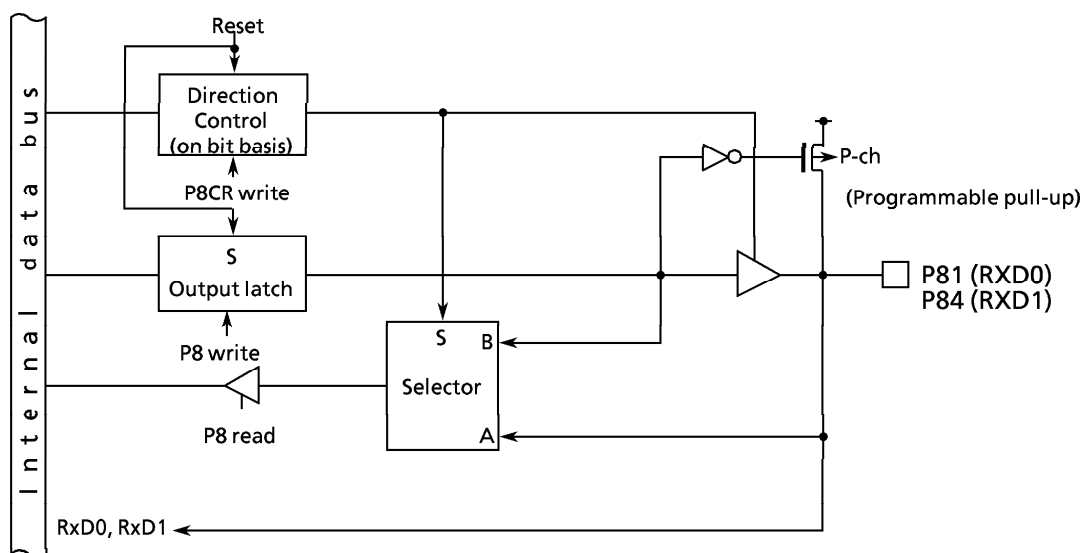 Reset
Internal data bus
Direction
Control
(on bit basis)
P-ch
P8CR write
(Programmable pull-up)
S
Output latch
P81 (RXD0)
P84 (RXD1)
S
B
P8 write
Selector
P8 read
A
RxD0, RxD1